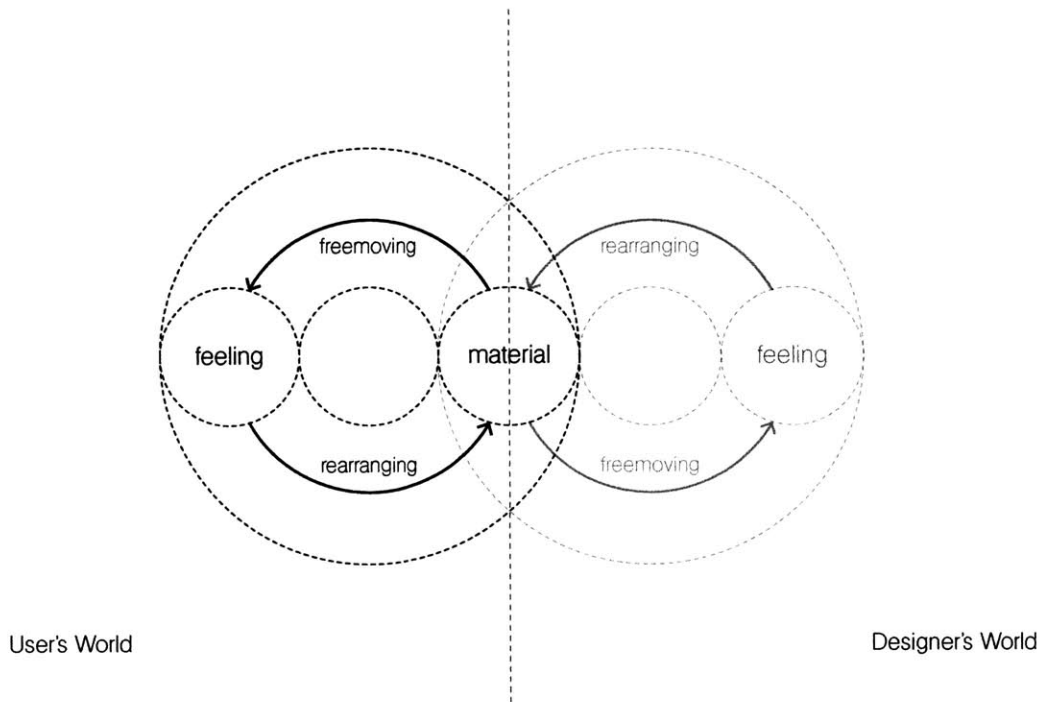 freemoving
rearranging
feeling
material
feeling
rearranging
freemoving
User's World
Designer's World